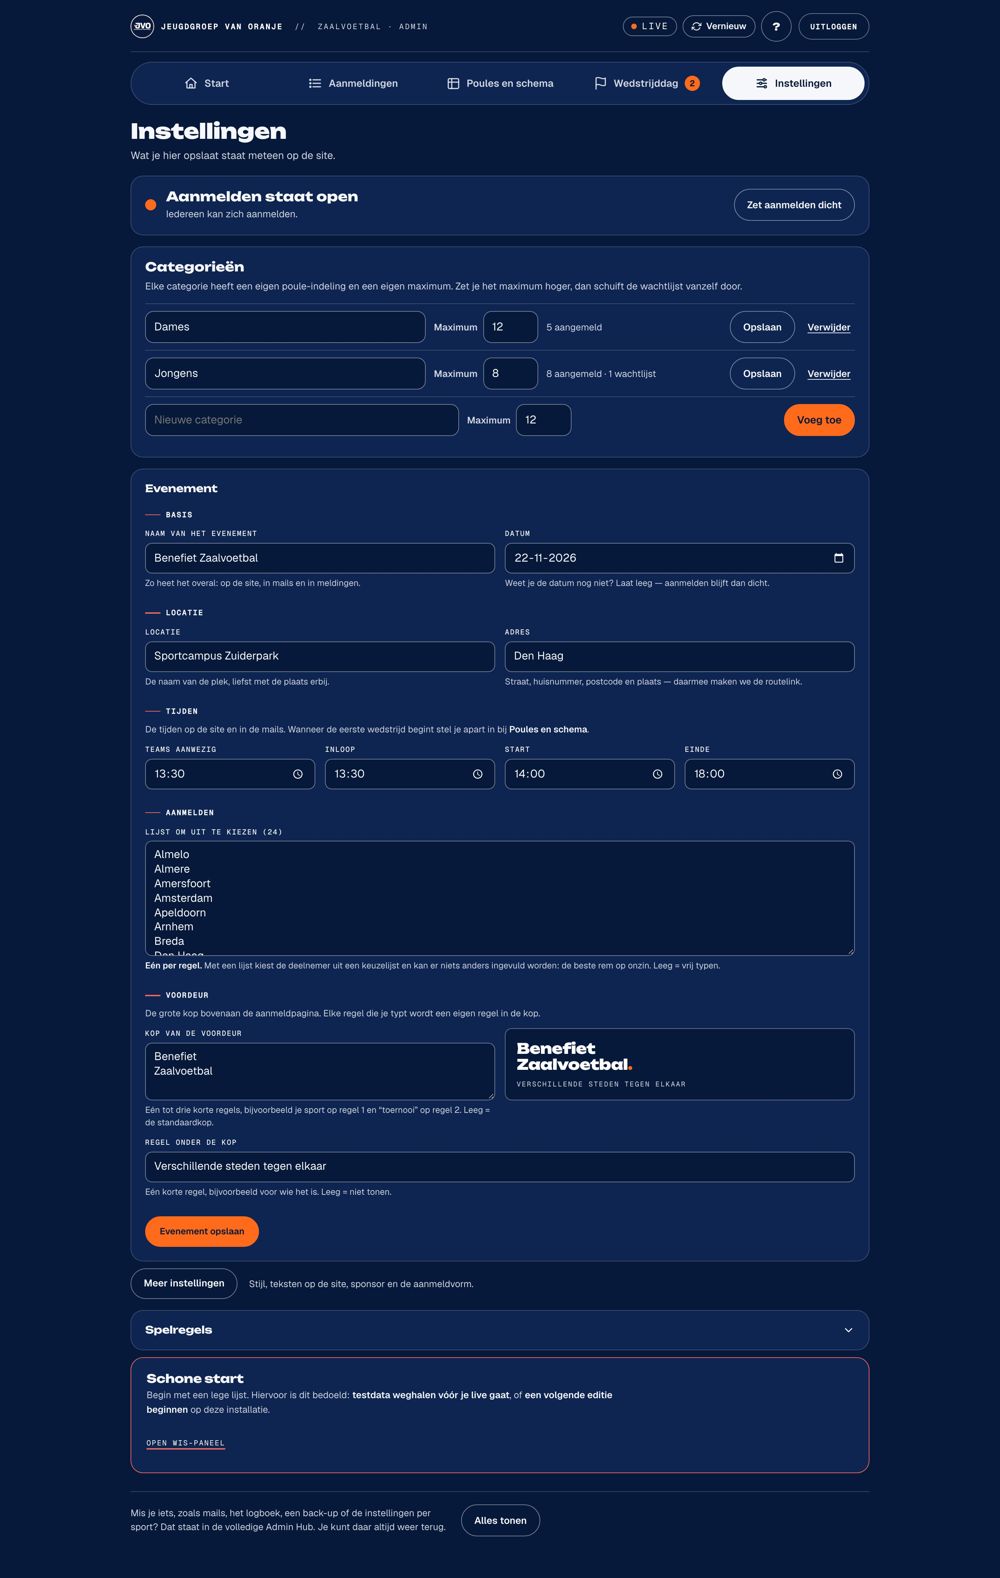 JVO JEUGDGROEP VAN ORANJE // ZAALVOETBAL · ADMIN
LIVE
Vernieuw
?
UITLOGGEN
Start
Aanmeldingen
Poules en schema
Wedstrijddag 2
Instellingen
Instellingen
Wat je hier opslaat staat meteen op de site.
Aanmelden staat open
Iedereen kan zich aanmelden.
Zet aanmelden dicht
Categorieën
Elke categorie heeft een eigen poule-indeling en een eigen maximum. Zet je het maximum hoger, dan schuift de wachtlijst vanzelf door.
Dames Maximum 12 5 aangemeld Opslaan Verwijder
Jongens Maximum 8 8 aangemeld · 1 wachtlijst Opslaan Verwijder
Nieuwe categorie Maximum 12 Voeg toe
Evenement
BASIS
NAAM VAN HET EVENEMENT
Benefiet Zaalvoetbal
Zo heet het overal: op de site, in mails en in meldingen.
DATUM
22-11-2026
Weet je de datum nog niet? Laat leeg — aanmelden blijft dan dicht.
LOCATIE
LOCATIE
Sportcampus Zuiderpark
De naam van de plek, liefst met de plaats erbij.
ADRES
Den Haag
Straat, huisnummer, postcode en plaats — daarmee maken we de routelink.
TIJDEN
De tijden op de site en in de mails. Wanneer de eerste wedstrijd begint stel je apart in bij Poules en schema.
TEAMS AANWEZIG
13:30
INLOOP
13:30
START
14:00
EINDE
18:00
AANMELDEN
LIJST OM UIT TE KIEZEN (24)
Almelo
Almere
Amersfoort
Amsterdam
Apeldoorn
Arnhem
Breda
Den Haag
Eén per regel. Met een lijst kiest de deelnemer uit een keuzelijst en kan er niets anders ingevuld worden: de beste rem op onzin. Leeg = vrij typen.
VOORDEUR
De grote kop bovenaan de aanmeldpagina. Elke regel die je typt wordt een eigen regel in de kop.
KOP VAN DE VOORDEUR
Benefiet
Zaalvoetbal
Eén tot drie korte regels, bijvoorbeeld je sport op regel 1 en “toernooi” op regel 2. Leeg =
de standaardkop.
Benefiet
Zaalvoetbal.
VERSCHILLENDE STEDEN TEGEN ELKAAR
REGEL ONDER DE KOP
Verschillende steden tegen elkaar
Eén korte regel, bijvoorbeeld voor wie het is. Leeg = niet tonen.
Evenement opslaan
Meer instellingen
Stijl, teksten op de site, sponsor en de aanmeldvorm.
Spelregels
Schone start
Begin met een lege lijst. Hiervoor is dit bedoeld: testdata weghalen vóór je live gaat, of een volgende editie
beginnen op deze installatie.
OPEN WIS-PANEEL
Mis je iets, zoals mails, het logboek, een back-up of de instellingen per
sport? Dat staat in de volledige Admin Hub. Je kunt daar altijd weer terug.
Alles tonen